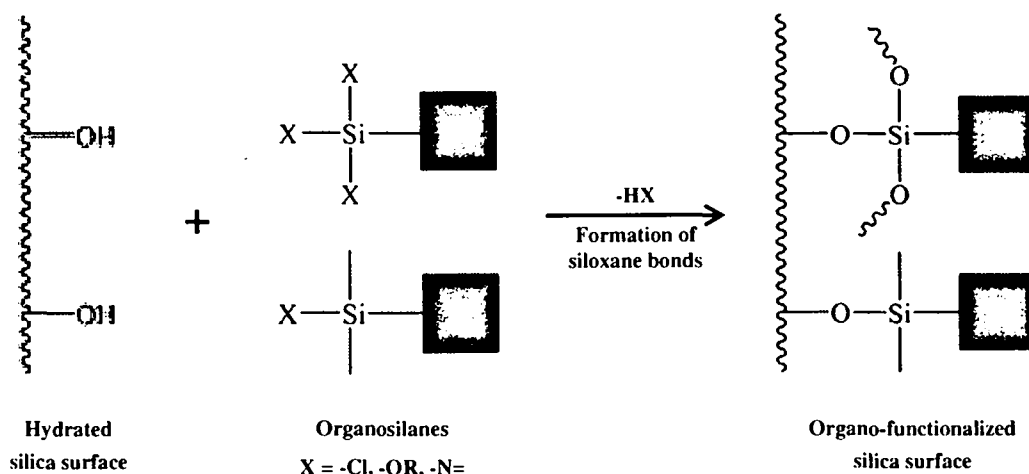 X
X—Si
X
OH
+
X—Si
OH
-HX
Formation of
siloxane bonds
O
O—Si
O
O—Si
Hydrated
silica surface
Organosilanes
X = -Cl, -OR, -N=
Organo-functionalized
silica surface